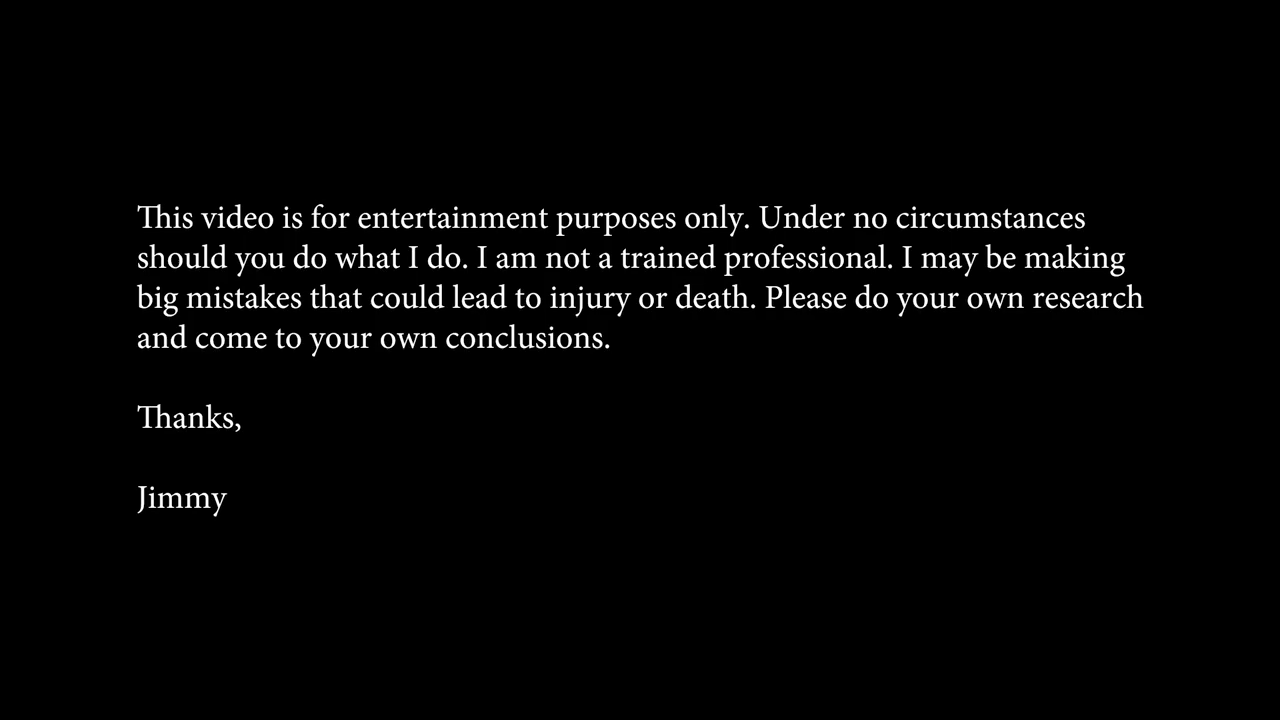 This video is for entertainment purposes only. Under no circumstances
should you do what I do. I am not a trained professional. I may be making
big mistakes that could lead to injury or death. Please do your own research
and come to your own conclusions.
Thanks,
Jimmy